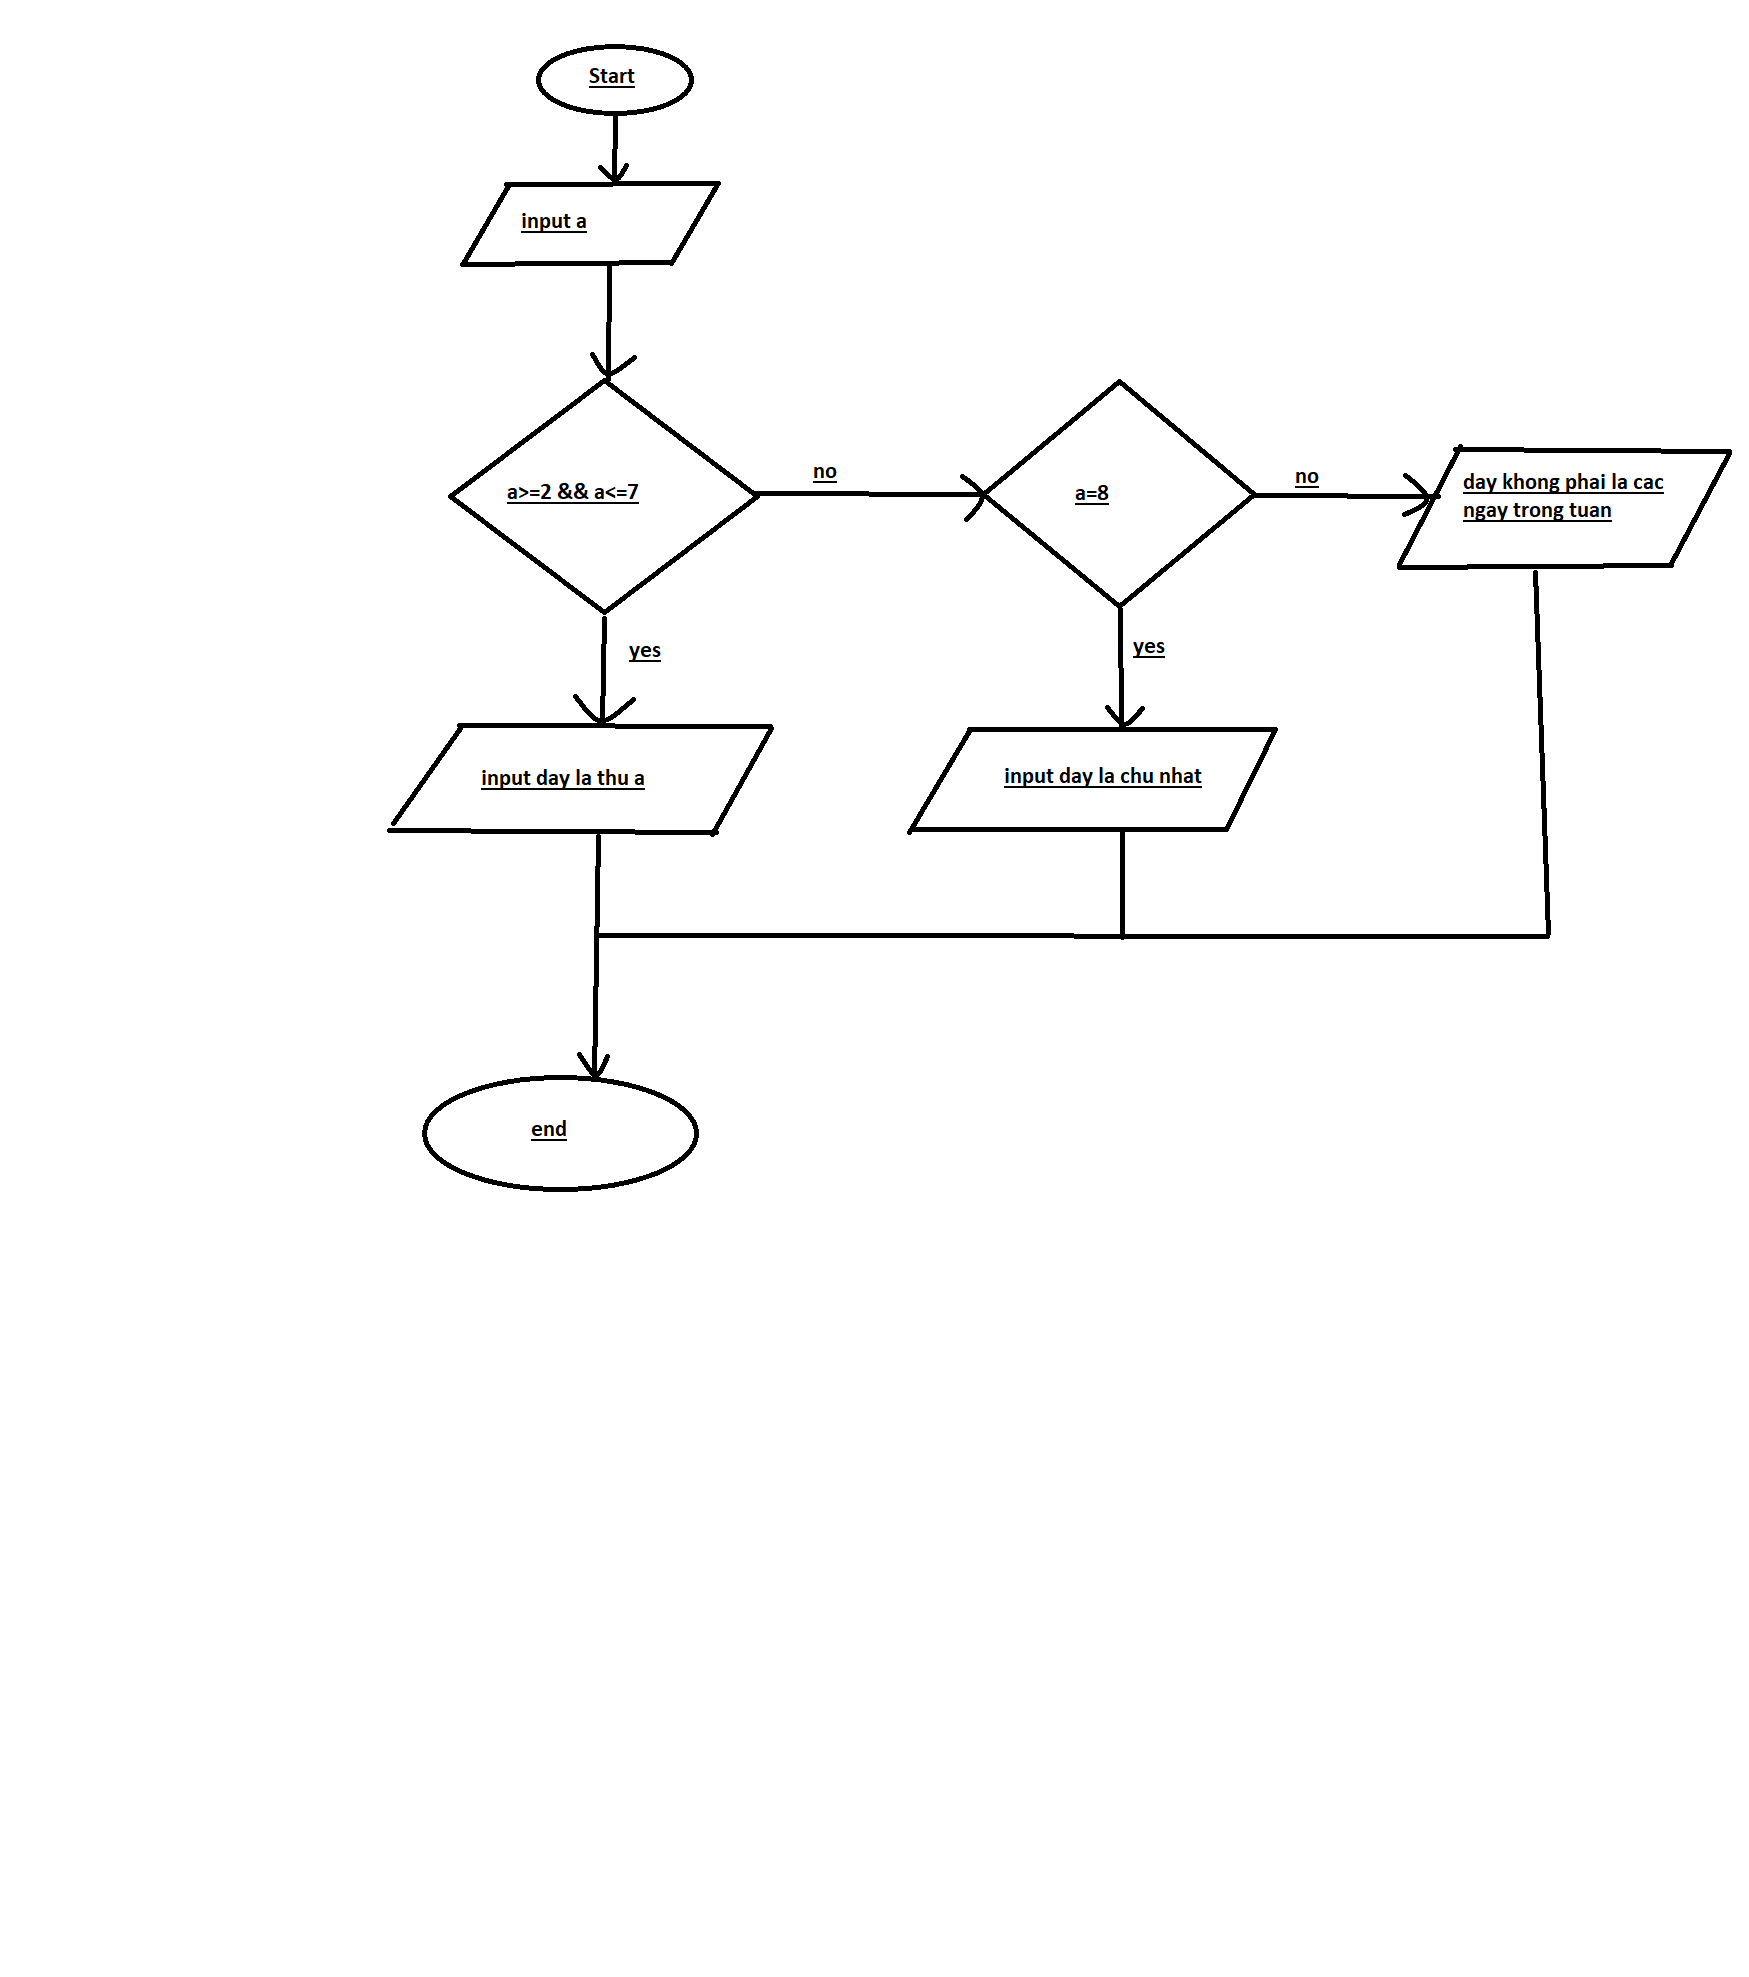 Start
input a
a>=2 && a<=7
no
a=8
no
day khong phai la cac
ngay trong tuan
yes
yes
input day la thu a
input day la chu nhat
end